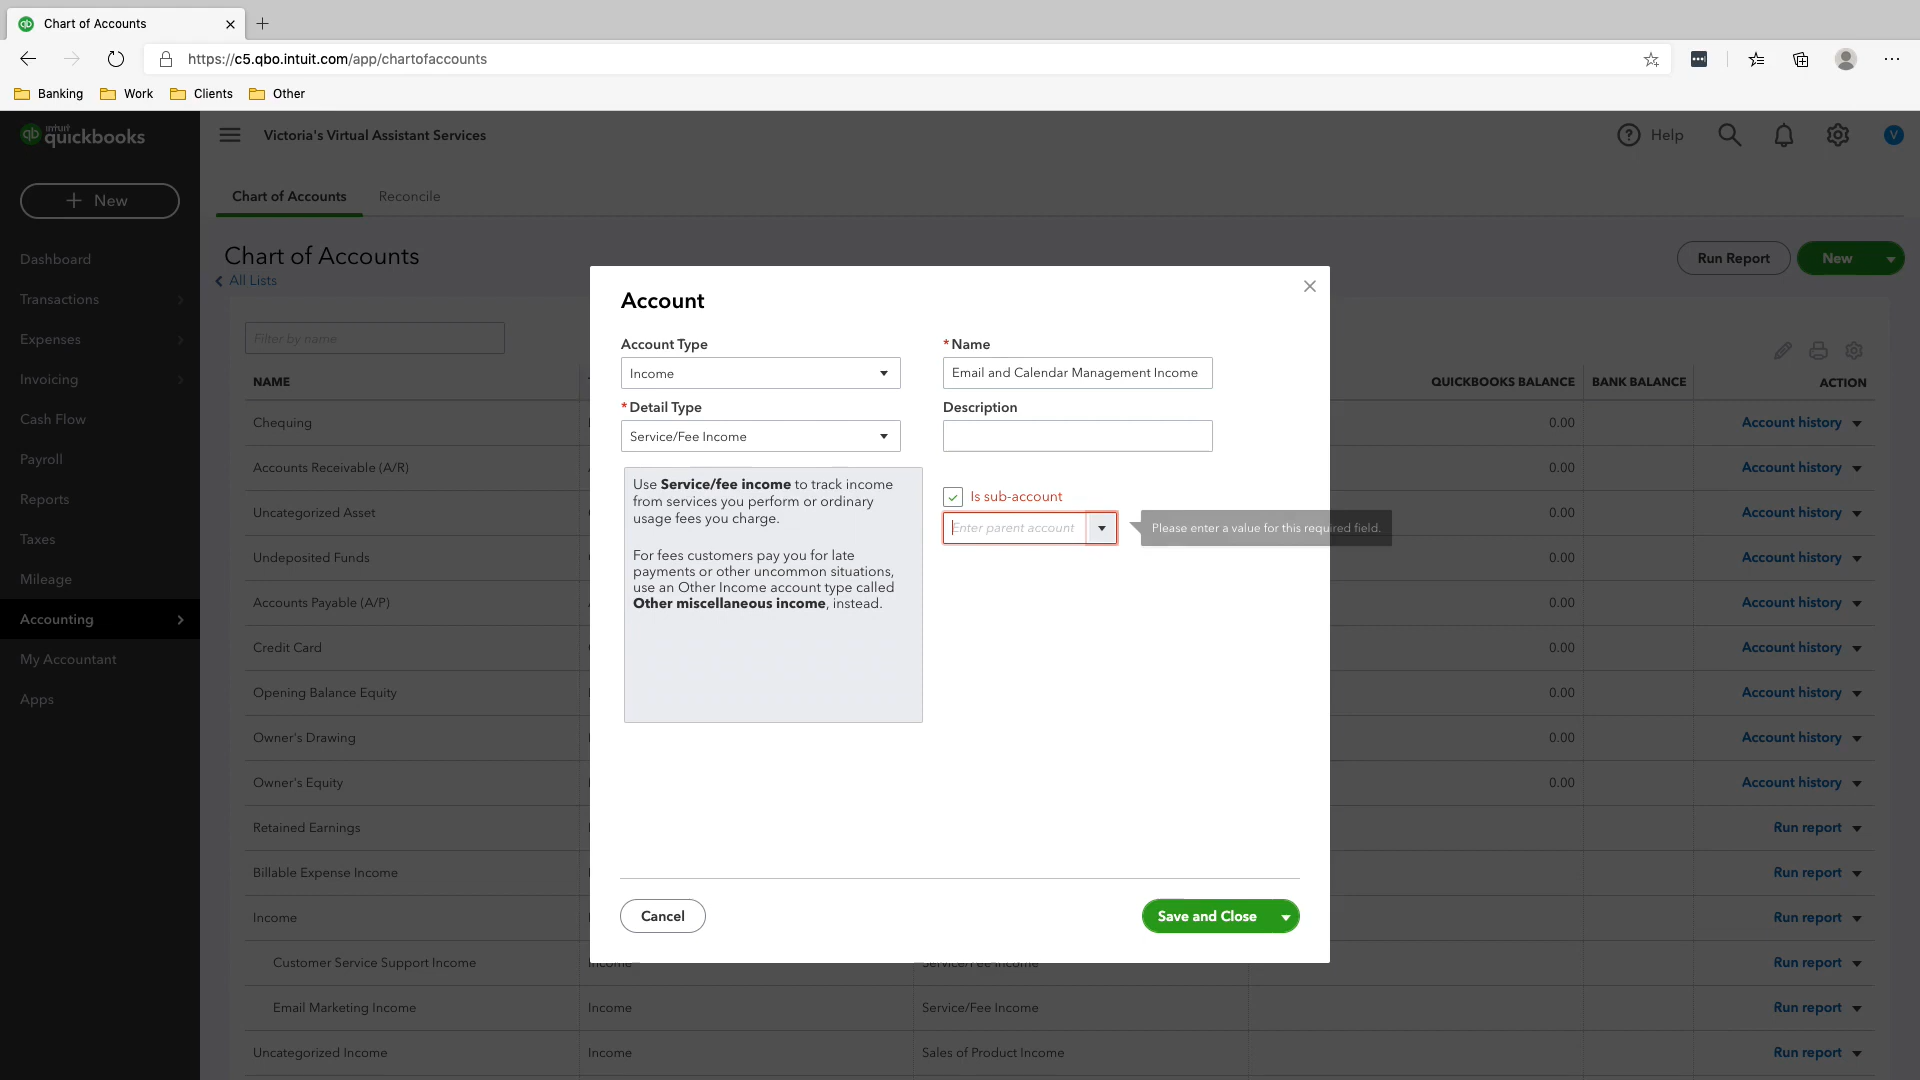 Chart of Accounts
https://c5.qbo.intuit.com/app/chartofaccounts
Banking Work Clients Other
intuit quickbooks
Victoria's Virtual Assistant Services
Help
V
New
Chart of Accounts Reconcile
Dashboard
Transactions
Expenses
Invoicing
Cash Flow
Payroll
Reports
Taxes
Mileage
Accounting
My Accountant
Apps
Chart of Accounts
All Lists
Run Report
New
Filter by name
NAME
QUICKBOOKS BALANCE BANK BALANCE ACTION
Chequing 0.00 Account history
Accounts Receivable (A/R) 0.00 Account history
Uncategorized Asset 0.00 Account history
Undeposited Funds 0.00 Account history
Accounts Payable (A/P) 0.00 Account history
Credit Card 0.00 Account history
Opening Balance Equity 0.00 Account history
Owner's Drawing 0.00 Account history
Owner's Equity 0.00 Account history
Retained Earnings Run report
Billable Expense Income Run report
Income Run report
Customer Service Support Income Income Service/Fee Income Run report
Email Marketing Income Income Service/Fee Income Run report
Uncategorized Income Income Sales of Product Income Run report
Account
Account Type
Income
*Detail Type
Service/Fee Income
Use Service/fee income to track income
from services you perform or ordinary
usage fees you charge.
For fees customers pay you for late
payments or other uncommon situations,
use an Other Income account type called
Other miscellaneous income, instead.
*Name
Email and Calendar Management Income
Description
Is sub-account
Enter parent account
Please enter a value for this required field.
Cancel
Save and Close